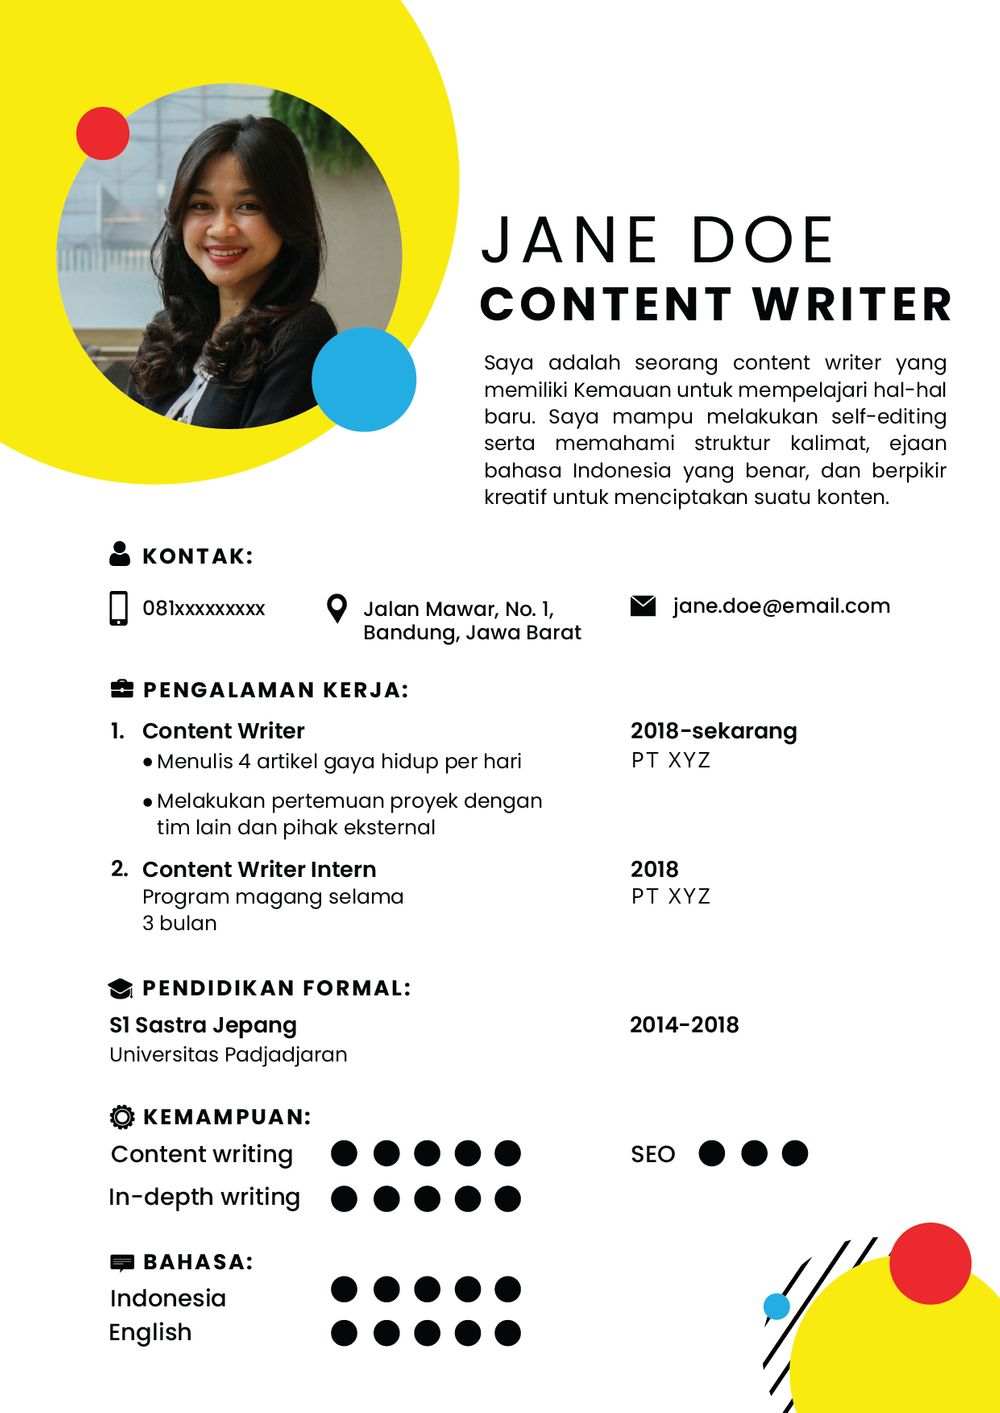 JANE DOE
CONTENT WRITER
Saya adalah seorang content writer yang
memiliki Kemauan untuk mempelajari hal-hal
baru. Saya mampu melakukan self-editing
serta memahami struktur kalimat, ejaan
bahasa Indonesia yang benar, dan berpikir
kreatif untuk menciptakan suatu konten.
KONTAK:
081xxxxxxxxx
Jalan Mawar, No. 1,
Bandung, Jawa Barat
jane.doe@email.com
PENGALAMAN KERJA:
1. Content Writer
2018-sekarang
PT XYZ
• Menulis 4 artikel gaya hidup per hari
• Melakukan pertemuan proyek dengan
tim lain dan pihak eksternal
2. Content Writer Intern
2018
PT XYZ
Program magang selama
3 bulan
PENDIDIKAN FORMAL:
S1 Sastra Jepang
2014-2018
Universitas Padjadjaran
KEMAMPUAN:
Content writing
SEO
In-depth writing
BAHASA:
Indonesia
English